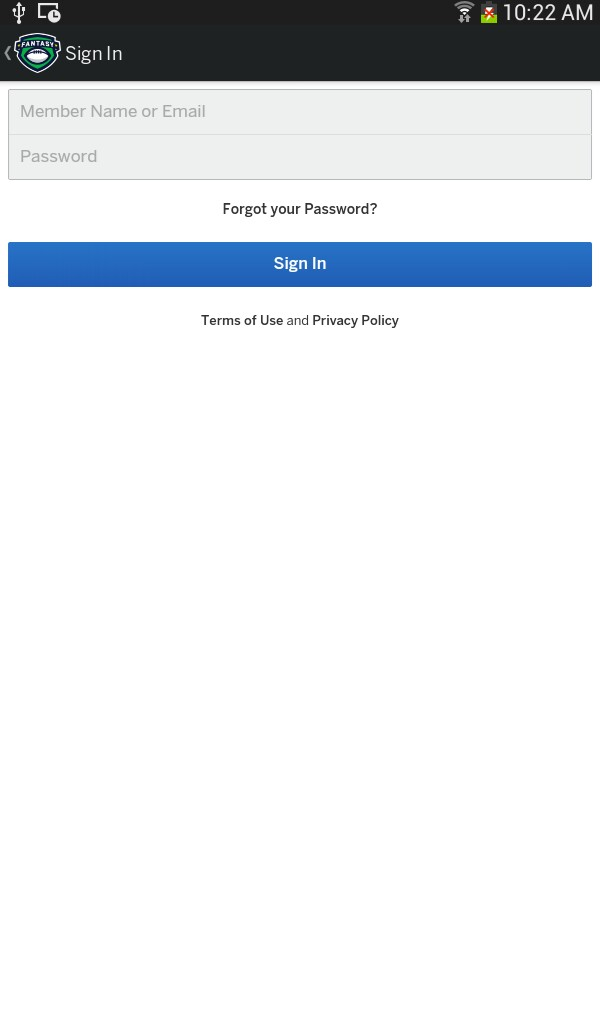 10:22 AM
FANTASY
Sign In
Member Name or Email
Password
Forgot your Password?
Sign In
Terms of Use and Privacy Policy